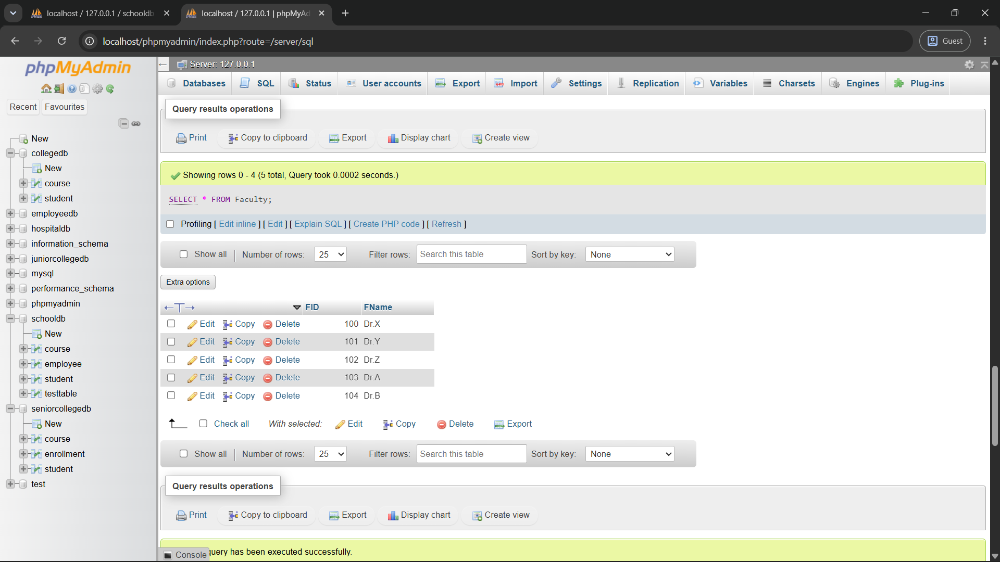 localhost / 127.0.0.1 / schooldb
localhost / 127.0.0.1 | phpMyAd
localhost/phpmyadmin/index.php?route=/server/sql
Guest
phpMyAdmin
Recent
Favourites
New
collegedb
New
course
student
employeedb
hospitaldb
information_schema
juniorcollegedb
mysql
performance_schema
phpmyadmin
schooldb
New
course
employee
student
testtable
seniorcollegedb
New
course
enrollment
student
test
Server: 127.0.0.1
Databases SQL Status User accounts Export Import Settings Replication Variables Charsets Engines Plug-ins
Query results operations
Print Copy to clipboard Export Display chart Create view
Showing rows 0 - 4 (5 total, Query took 0.0002 seconds.)
SELECT * FROM Faculty;
Profiling [ Edit inline ] [ Edit ] [ Explain SQL ] [ Create PHP code ] [ Refresh ]
Show all Number of rows: 25 Filter rows: Search this table Sort by key: None
Extra options
FID FName
Edit Copy Delete 100 Dr.X
Edit Copy Delete 101 Dr.Y
Edit Copy Delete 102 Dr.Z
Edit Copy Delete 103 Dr.A
Edit Copy Delete 104 Dr.B
Check all With selected: Edit Copy Delete Export
Show all Number of rows: 25 Filter rows: Search this table Sort by key: None
Query results operations
Print Copy to clipboard Export Display chart Create view
query has been executed successfully.
Console